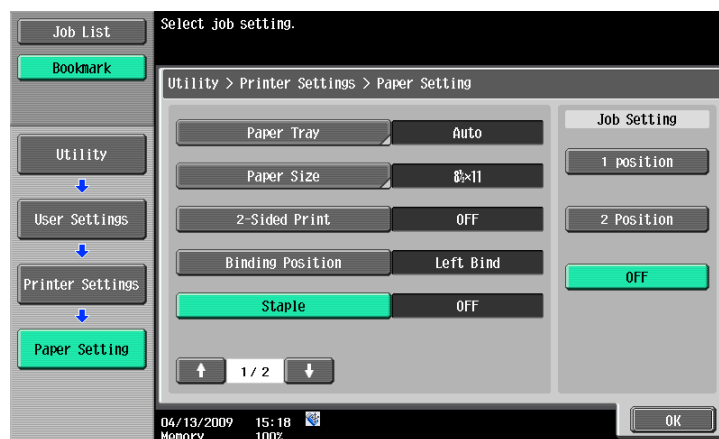 Job List
Bookmark
Utility
User Settings
Printer Settings
Paper Setting
Select job setting.
Utility > Printer Settings > Paper Setting
Paper Tray Auto
Paper Size 8½×11
2-Sided Print OFF
Binding Position Left Bind
Staple OFF
1/2
Job Setting
1 position
2 Position
OFF
04/13/2009 15:18
Memory 100%
OK